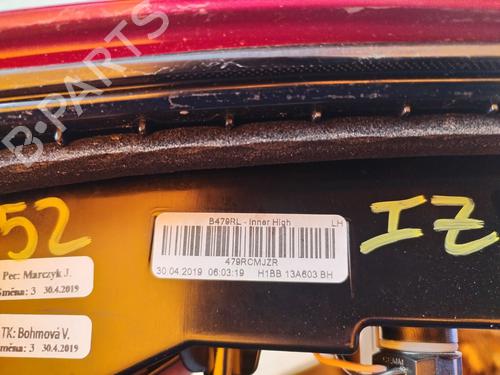 B-PARTS
B479RL - Inner High LH
479RCMJZR
30.04.2019 06:03:19 H1BB 13A603 BH
52
IZ
Pec: Marczyk J.
Směna: 3 30.4.2019
TK: Bohmová V.
Směna: 3 30.4.2019